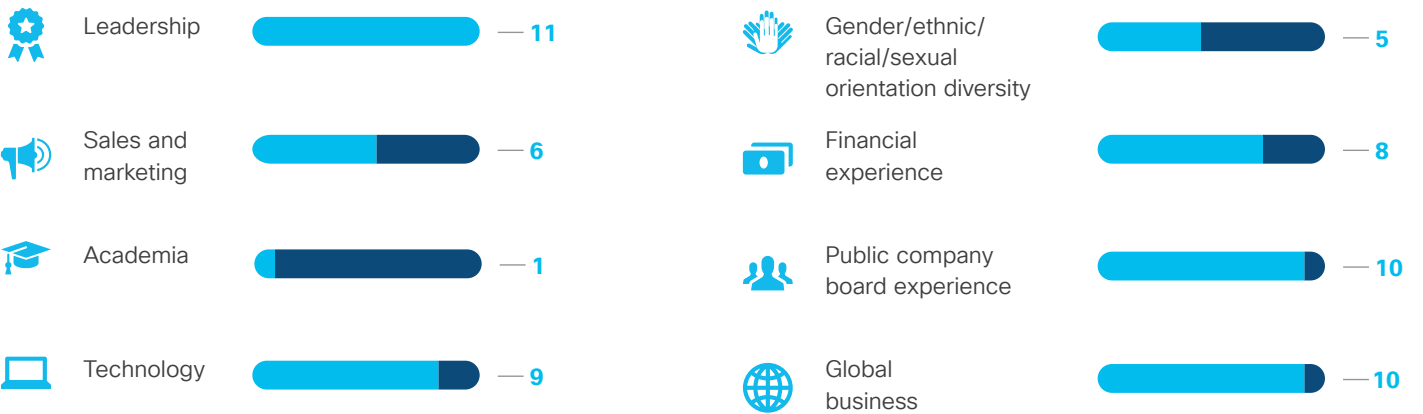 Leadership
11
Sales and
marketing
6
Academia
1
Technology
9
Gender/ethnic/
racial/sexual
orientation diversity
5
Financial
experience
8
Public company
board experience
10
Global
business
10